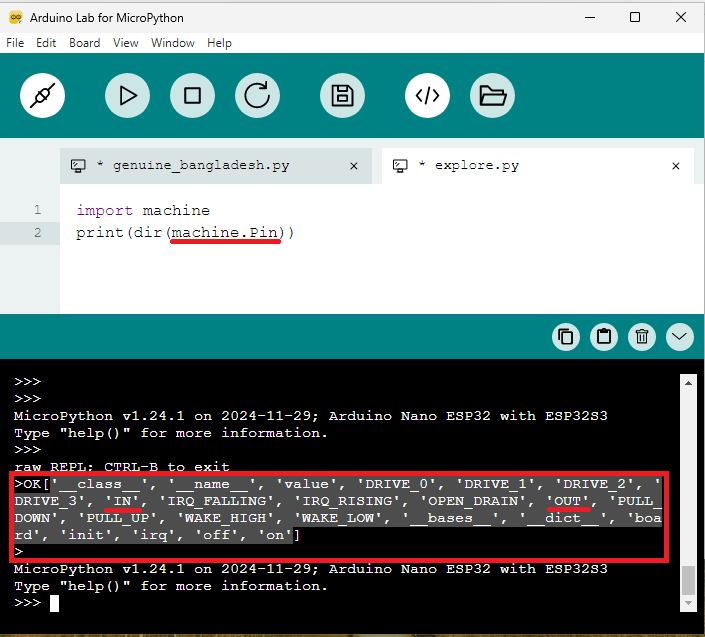 Arduino Lab for MicroPython
File Edit Board View Window Help
* genuine_bangladesh.py × * explore.py ×
1 import machine
2 print(dir(machine.Pin))
>>>
>>>
MicroPython v1.24.1 on 2024-11-29; Arduino Nano ESP32 with ESP32S3
Type "help()" for more information.
>>>
raw REPL; CTRL-B to exit
>OK['__class__', '__name__', 'value', 'DRIVE_0', 'DRIVE_1', 'DRIVE_2', '
DRIVE_3', 'IN', 'IRQ_FALLING', 'IRQ_RISING', 'OPEN_DRAIN', 'OUT', 'PULL_
DOWN', 'PULL_UP', 'WAKE_HIGH', 'WAKE_LOW', '__bases__', '__dict__', 'boa
rd', 'init', 'irq', 'off', 'on']
>
MicroPython v1.24.1 on 2024-11-29; Arduino Nano ESP32 with ESP32S3
Type "help()" for more information.
>>>